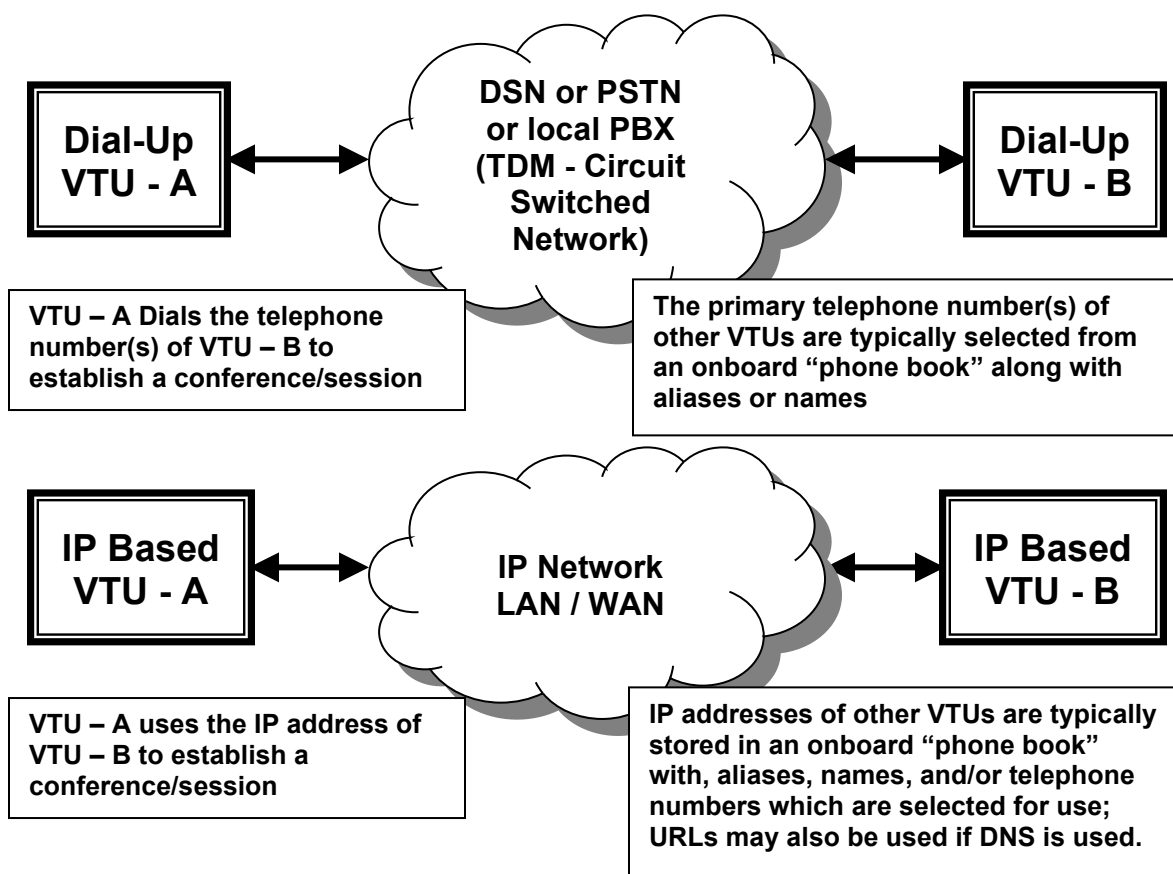 Dial-Up
VTU - A
DSN or PSTN
or local PBX
(TDM - Circuit
Switched
Network)
Dial-Up
VTU - B
VTU – A Dials the telephone
number(s) of VTU – B to
establish a conference/session
The primary telephone number(s) of
other VTUs are typically selected from
an onboard “phone book” along with
aliases or names
IP Based
VTU - A
IP Network
LAN / WAN
IP Based
VTU - B
VTU – A uses the IP address of
VTU – B to establish a
conference/session
IP addresses of other VTUs are typically
stored in an onboard “phone book”
with, aliases, names, and/or telephone
numbers which are selected for use;
URLs may also be used if DNS is used.